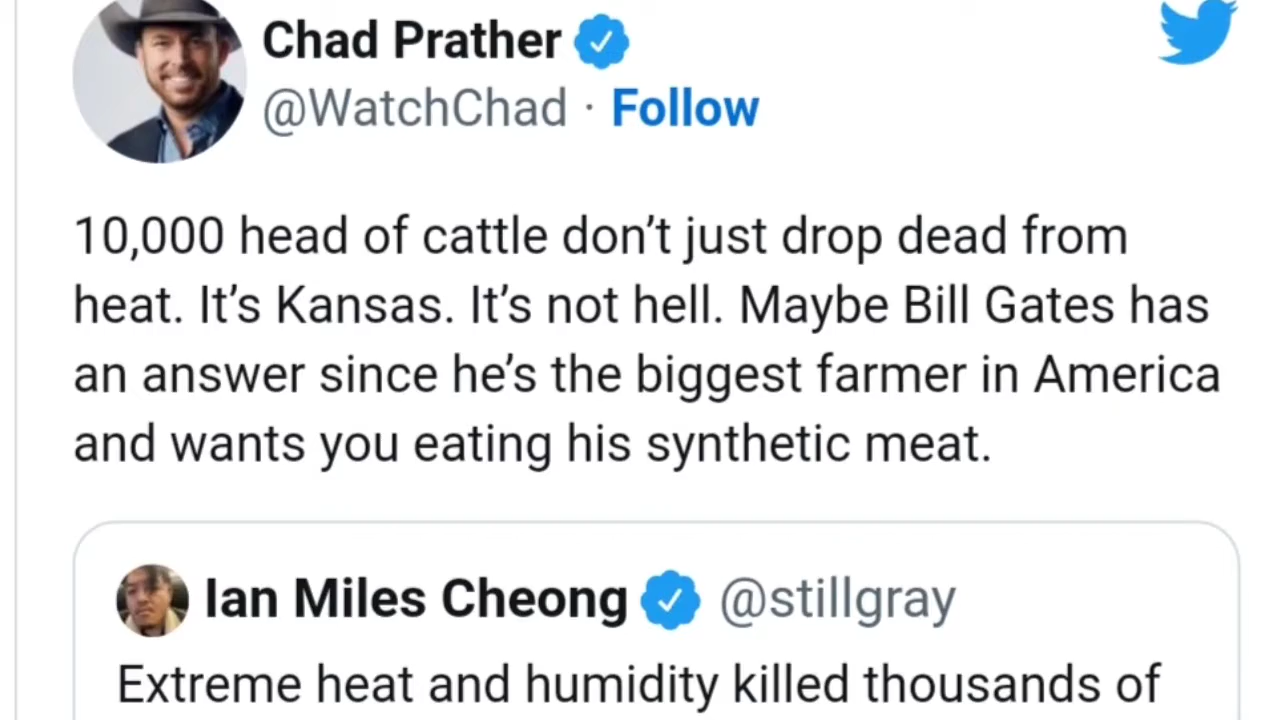 Chad Prather
@WatchChad · Follow
10,000 head of cattle don’t just drop dead from
heat. It’s Kansas. It’s not hell. Maybe Bill Gates has
an answer since he’s the biggest farmer in America
and wants you eating his synthetic meat.
Ian Miles Cheong @stillgray
Extreme heat and humidity killed thousands of